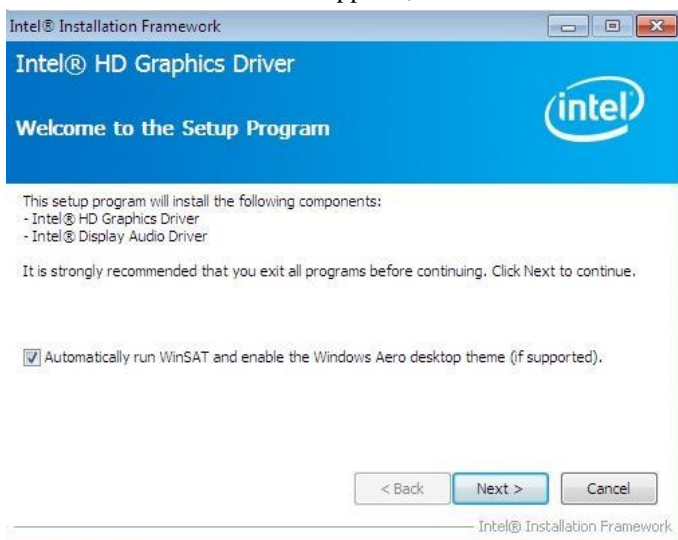 Intel® Installation Framework
Intel® HD Graphics Driver
Welcome to the Setup Program
(intel)
This setup program will install the following components:
- Intel® HD Graphics Driver
- Intel® Display Audio Driver
It is strongly recommended that you exit all programs before continuing. Click Next to continue.
Automatically run WinSAT and enable the Windows Aero desktop theme (if supported).
< Back Next > Cancel
Intel® Installation Framework